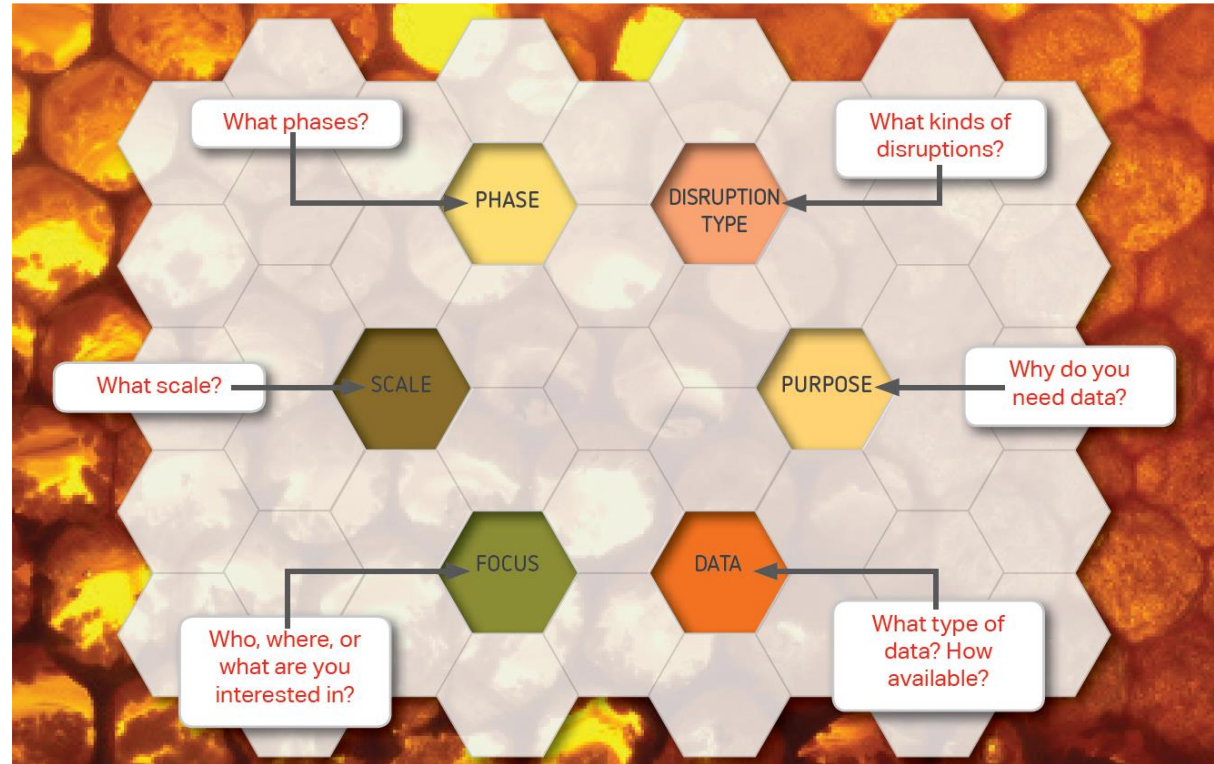 What phases?
What kinds of
disruptions?
PHASE
DISRUPTION
TYPE
What scale?
SCALE
PURPOSE
Why do you
need data?
FOCUS
DATA
Who, where, or
what are you
interested in?
What type of
data? How
available?